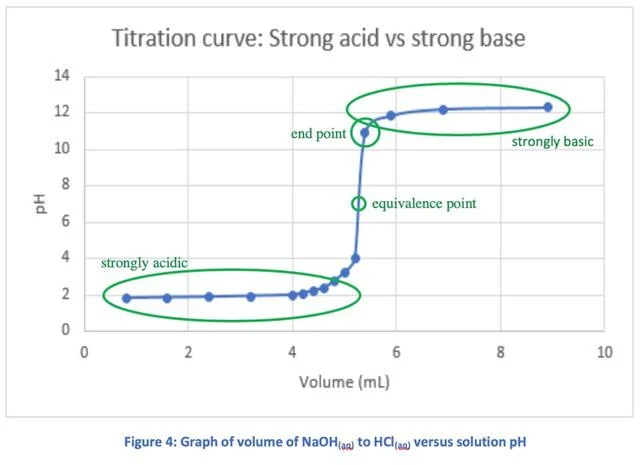 Titration curve: Strong acid vs strong base
14
12
10
8
6
4
2
0
pH
end point
strongly basic
equivalence point
strongly acidic
0 2 4 6 8 10
Volume (mL)
Figure 4: Graph of volume of NaOH(aq) to HCl(aq) versus solution pH